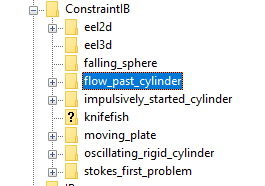 ConstraintIB
eel2d
eel3d
falling_sphere
flow_past_cylinder
impulsively_started_cylinder
knifefish
moving_plate
oscillating_rigid_cylinder
stokes_first_problem